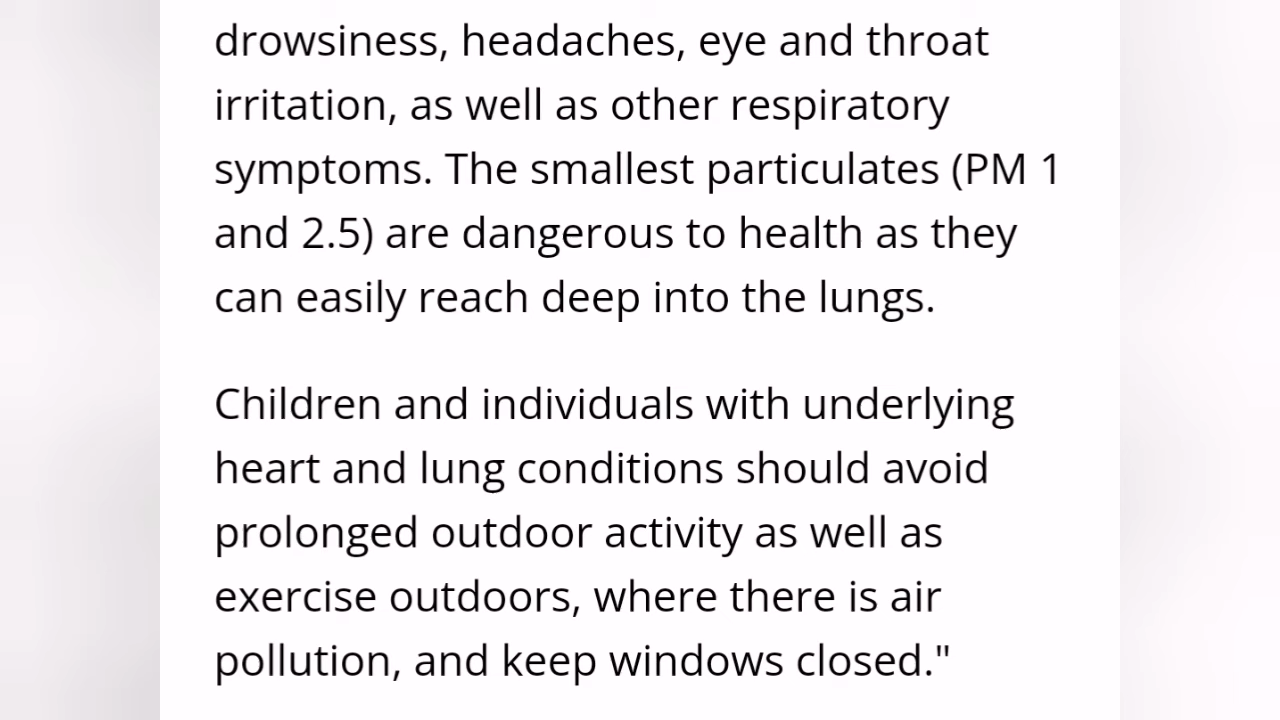 drowsiness, headaches, eye and throat
irritation, as well as other respiratory
symptoms. The smallest particulates (PM 1
and 2.5) are dangerous to health as they
can easily reach deep into the lungs.
Children and individuals with underlying
heart and lung conditions should avoid
prolonged outdoor activity as well as
exercise outdoors, where there is air
pollution, and keep windows closed."